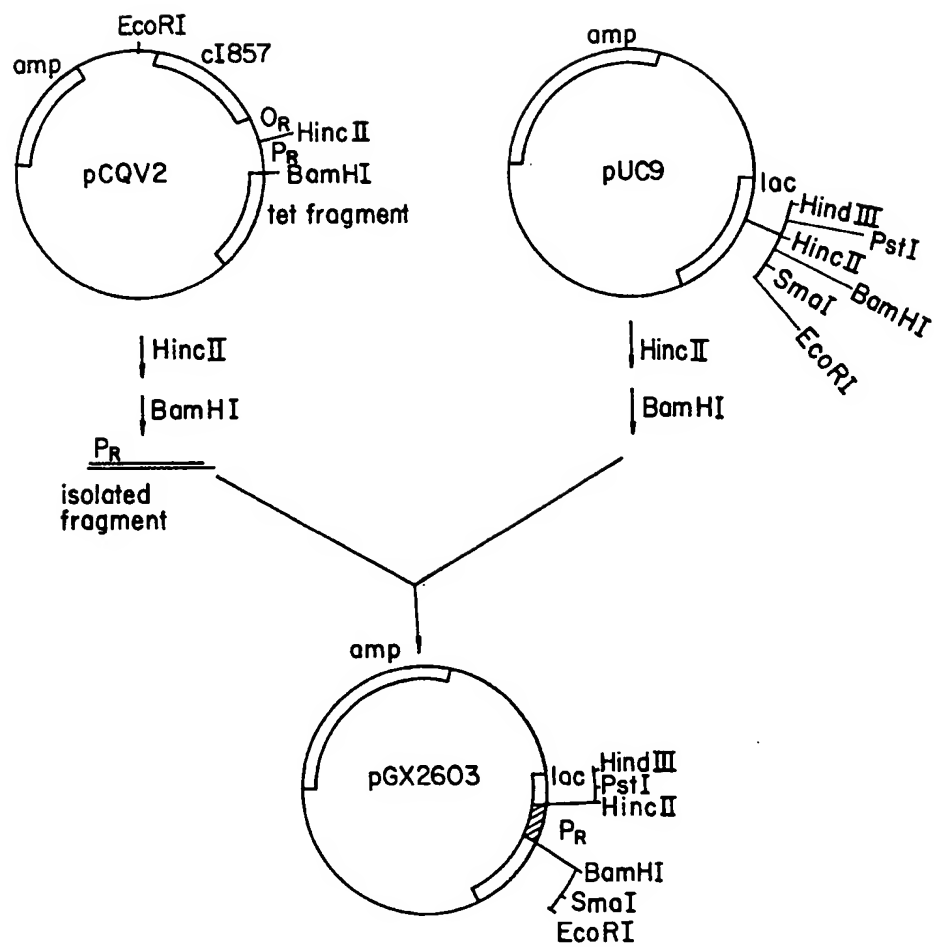 EcoRI
cI857
amp
OR
HincII
PR
BamHI
pCQV2
tet fragment
amp
pUC9
lac
HindIII
PstI
HincII
BamHI
SmaI
EcoRI
HincII
BamHI
PR
isolated
fragment
HincII
BamHI
amp
pGX2603
lac
HindIII
PstI
HincII
PR
BamHI
SmaI
EcoRI